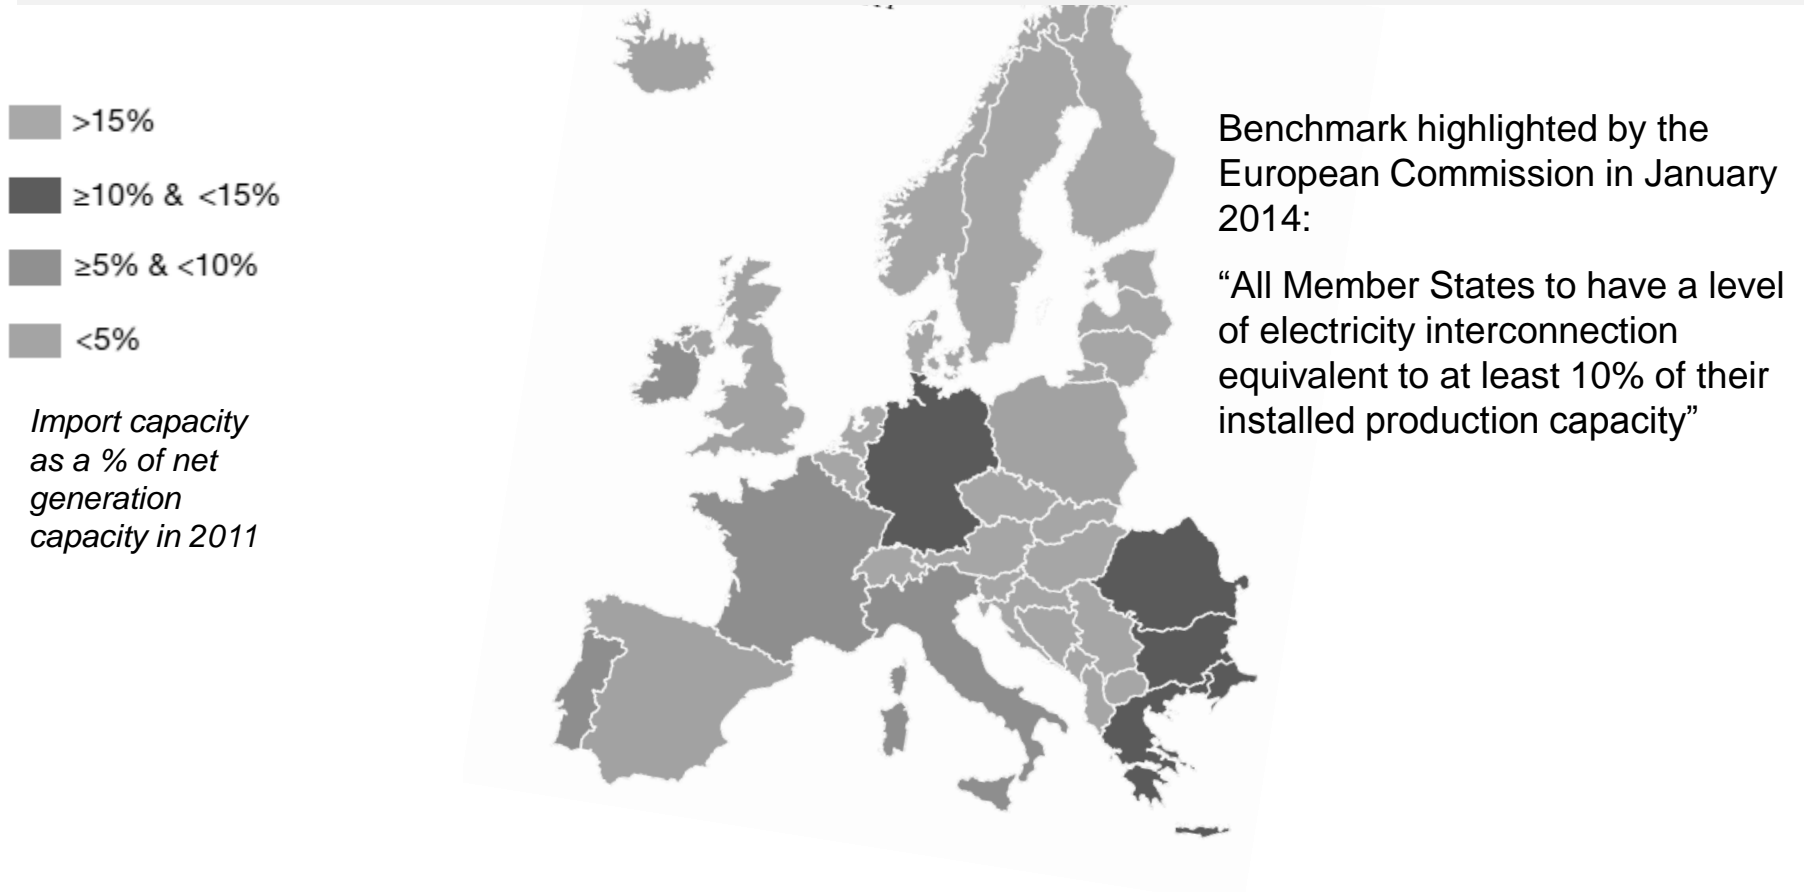 >15%
≥10% & <15%
≥5% & <10%
<5%
Import capacity
as a % of net
generation
capacity in 2011
Benchmark highlighted by the
European Commission in January
2014:
“All Member States to have a level
of electricity interconnection
equivalent to at least 10% of their
installed production capacity”